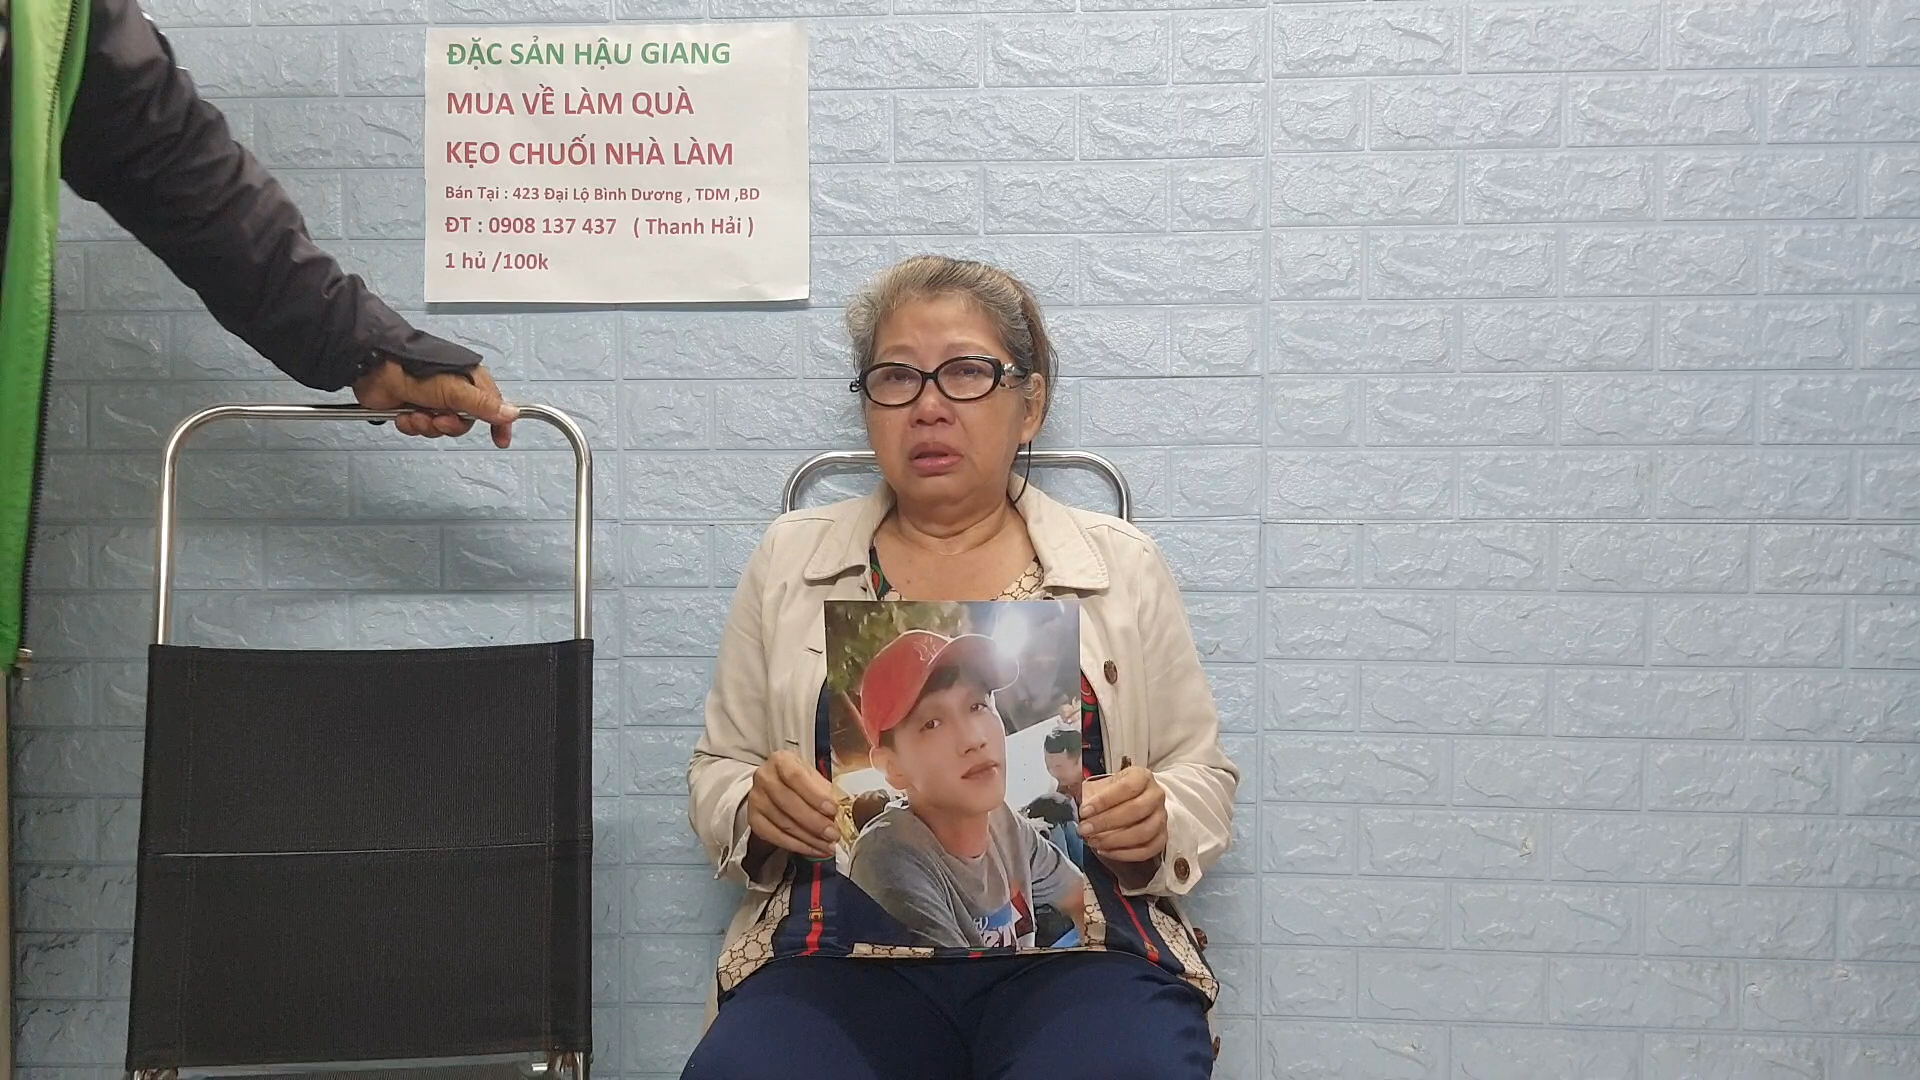 ĐẶC SẢN HẬU GIANG
MUA VỀ LÀM QUÀ
KẸO CHUỐI NHÀ LÀM
Bán Tại : 423 Đại Lộ Bình Dương , TDM ,BD
ĐT : 0908 137 437 ( Thanh Hải )
1 hủ /100k